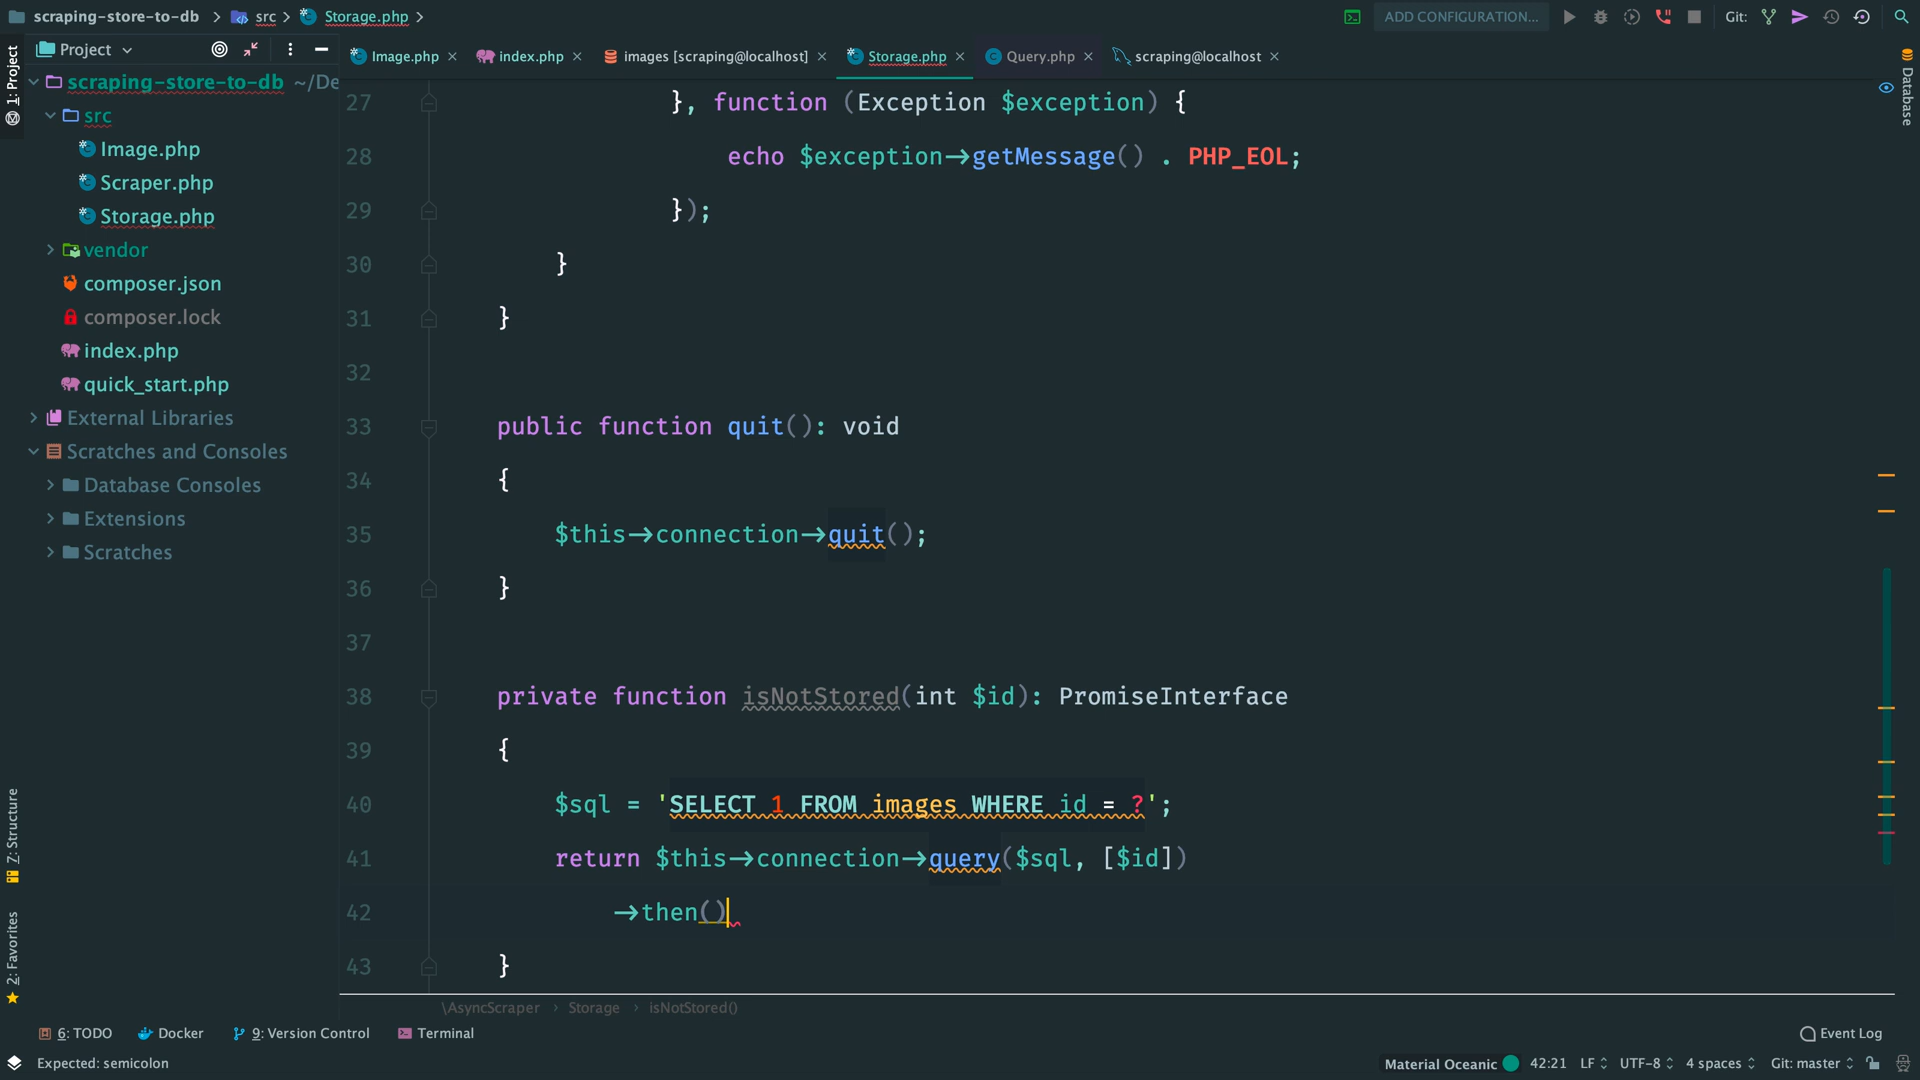 scraping-store-to-db > src > Storage.php >
ADD CONFIGURATION...
Git:
1: Project
Project
Image.php
index.php
images [scraping@localhost]
Storage.php
Query.php
scraping@localhost
Database
scraping-store-to-db ~/De
src
Image.php
Scraper.php
Storage.php
vendor
composer.json
composer.lock
index.php
quick_start.php
External Libraries
Scratches and Consoles
Database Consoles
Extensions
Scratches
27 }, function (Exception $exception) {
28 echo $exception->getMessage() . PHP_EOL;
29 });
30 }
31 }
32
33 public function quit(): void
34 {
35 $this->connection->quit();
36 }
37
38 private function isNotStored(int $id): PromiseInterface
39 {
40 $sql = 'SELECT 1 FROM images WHERE id = ?';
41 return $this->connection->query($sql, [$id])
42 ->then()
43 }
7: Structure
2: Favorites
\AsyncScraper > Storage > isNotStored()
6: TODO
Docker
9: Version Control
Terminal
Event Log
Expected: semicolon
Material Oceanic
42:21
LF
UTF-8
4 spaces
Git: master